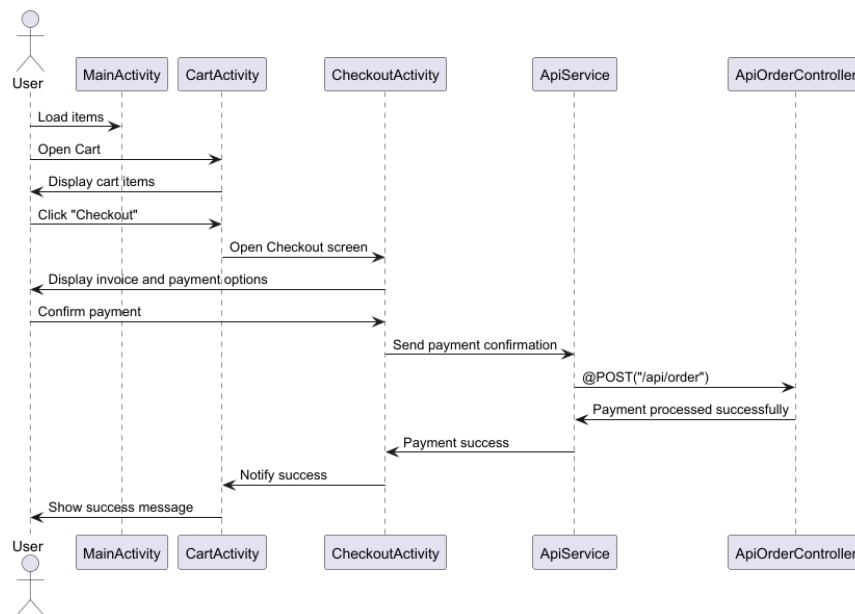 User
MainActivity
CartActivity
CheckoutActivity
ApiService
ApiOrderController
Load items
Open Cart
Display cart items
Click "Checkout"
Open Checkout screen
Display invoice and payment options
Confirm payment
Send payment confirmation
@POST("/api/order")
Payment processed successfully
Payment success
Notify success
Show success message
User
MainActivity
CartActivity
CheckoutActivity
ApiService
ApiOrderController